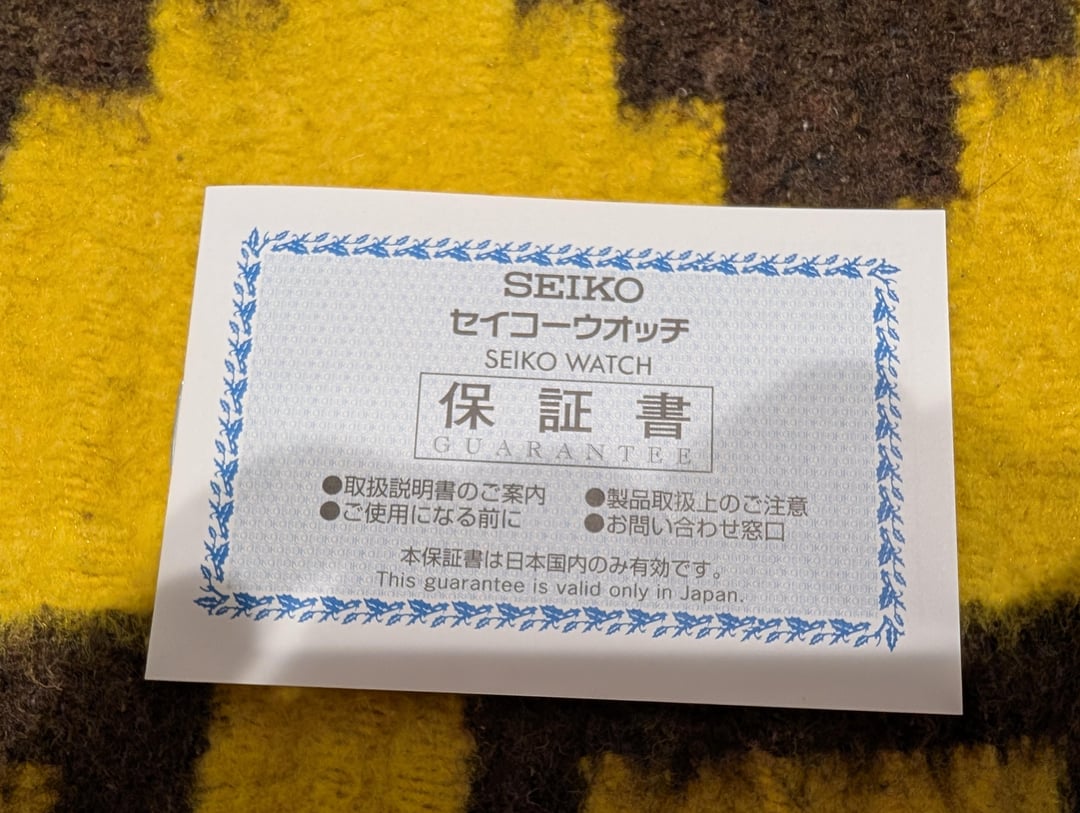 SEIKO
セイコーウオッチ
SEIKO WATCH
保証書
GUARANTEE
●取扱説明書のご案内 ●製品取扱上のご注意
●ご使用になる前に ●お問い合わせ窓口
本保証書は日本国内のみ有効です。
This guarantee is valid only in Japan.